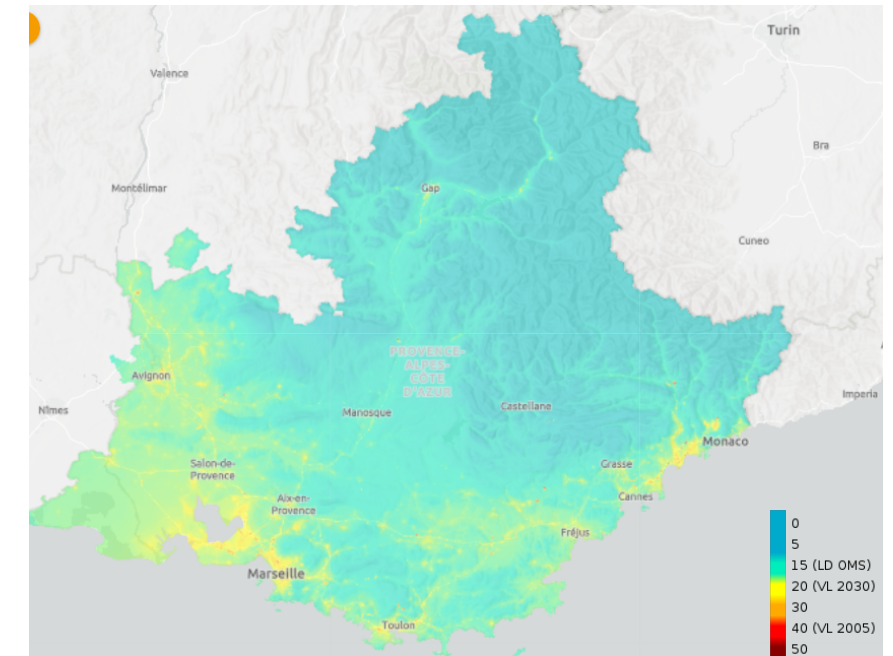 Turin
Valence
Bra
Montélimar
Gap
Cuneo
PROVENCE-
ALPES-
CÔTE
D'AZUR
Avignon
Imperia
Nîmes
Manosque
Castellane
Monaco
Salon-de-
Provence
Grasse
Aix-en-
Provence
Cannes
Fréjus
Marseille
Toulon
0
5
15 (LD OMS)
20 (VL 2030)
30
40 (VL 2005)
50